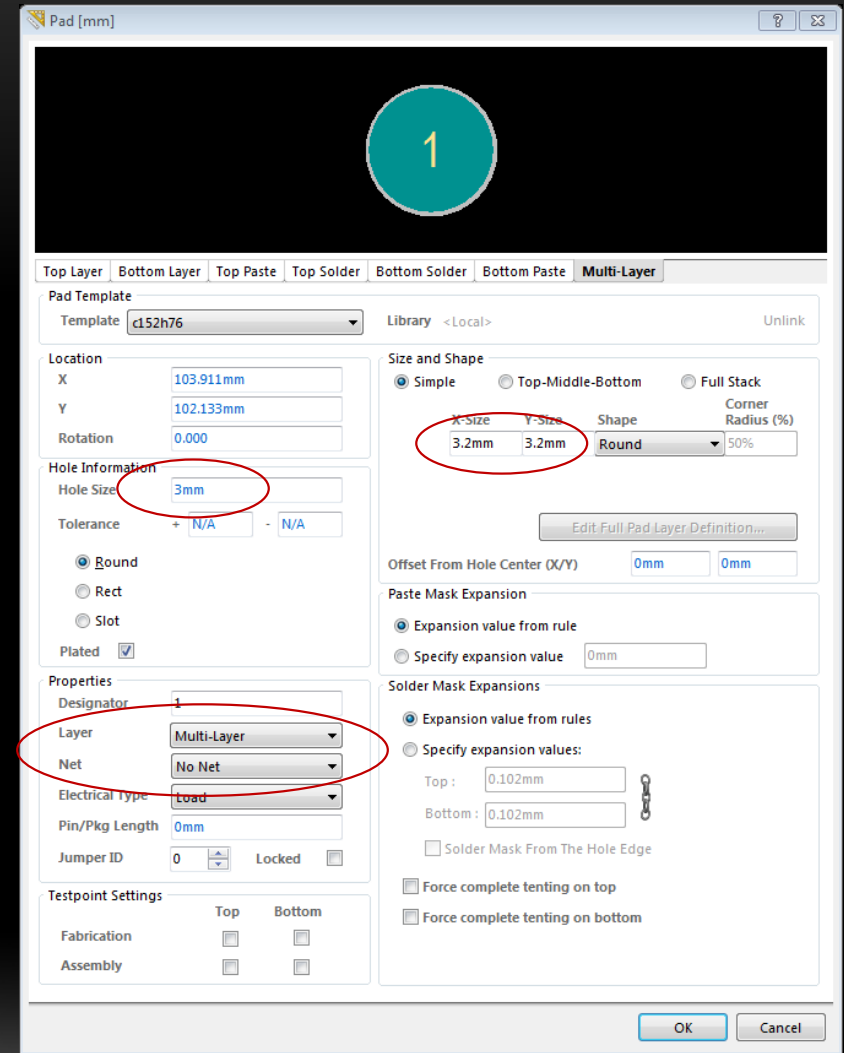 Pad [mm]
1
Top Layer Bottom Layer Top Paste Top Solder Bottom Solder Bottom Paste Multi-Layer
Pad Template
Template c152h76 Library <Local> Unlink
Location
X 103.911mm
Y 102.133mm
Rotation 0.000
Hole Information
Hole Size 3mm
Tolerance + N/A - N/A
Round
Rect
Slot
Plated
Properties
Designator 1
Layer Multi-Layer
Net No Net
Electrical Type Load
Pin/Pkg Length 0mm
Jumper ID 0 Locked
Testpoint Settings
Top Bottom
Fabrication
Assembly
Size and Shape
Simple Top-Middle-Bottom Full Stack
X-Size Y-Size Shape Corner Radius (%)
3.2mm 3.2mm Round 50%
Edit Full Pad Layer Definition...
Offset From Hole Center (X/Y) 0mm 0mm
Paste Mask Expansion
Expansion value from rule
Specify expansion value 0mm
Solder Mask Expansions
Expansion value from rules
Specify expansion values:
Top : 0.102mm
Bottom : 0.102mm
Solder Mask From The Hole Edge
Force complete tenting on top
Force complete tenting on bottom
OK Cancel